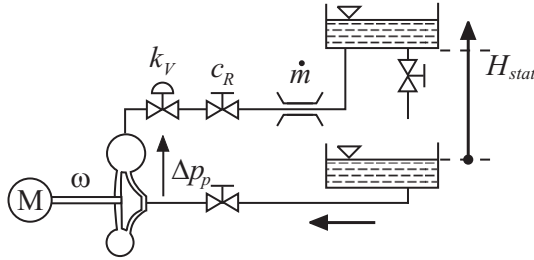 k_V
c_R
ṁ
H_stat
ω
Δp_p
M